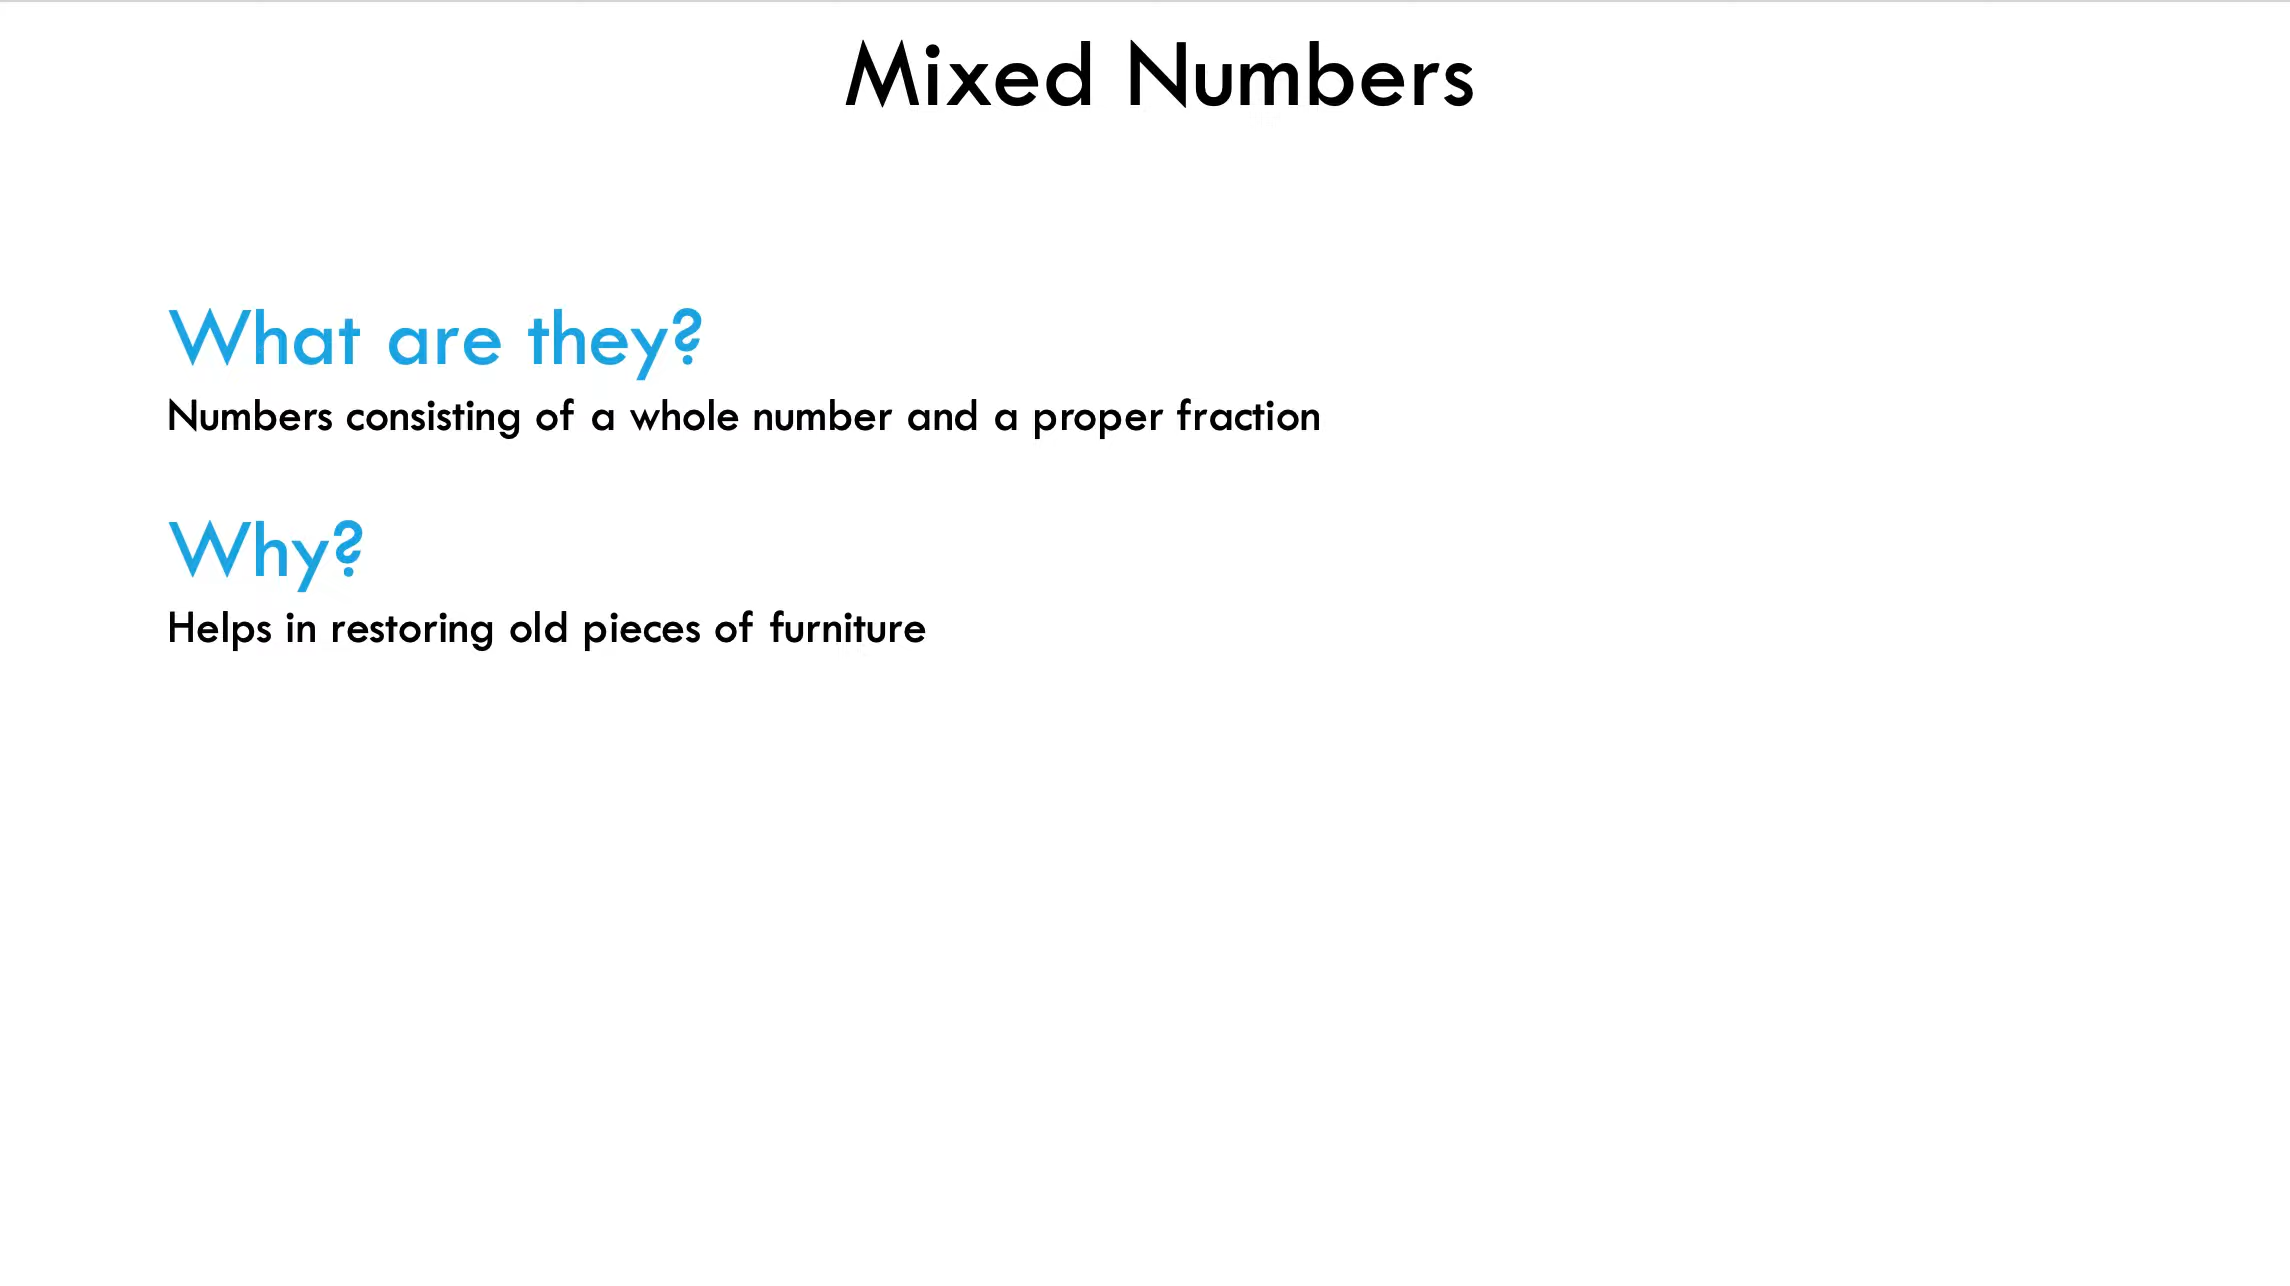 Mixed Numbers
What are they?
Numbers consisting of a whole number and a proper fraction
Why?
Helps in restoring old pieces of furniture